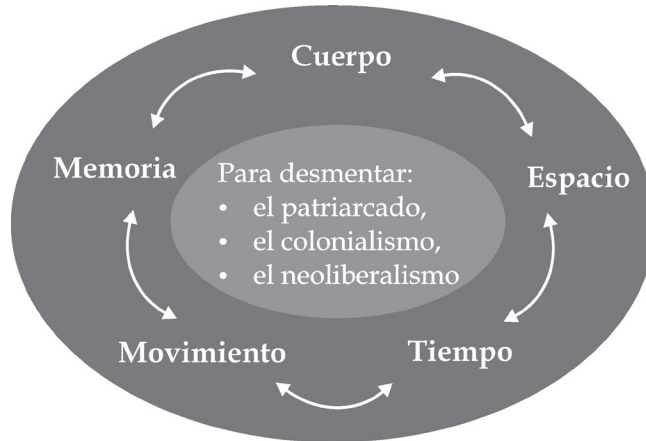 Cuerpo
Memoria
Espacio
Para desmentar:
• el patriarcado,
• el colonialismo,
• el neoliberalismo
Movimiento
Tiempo